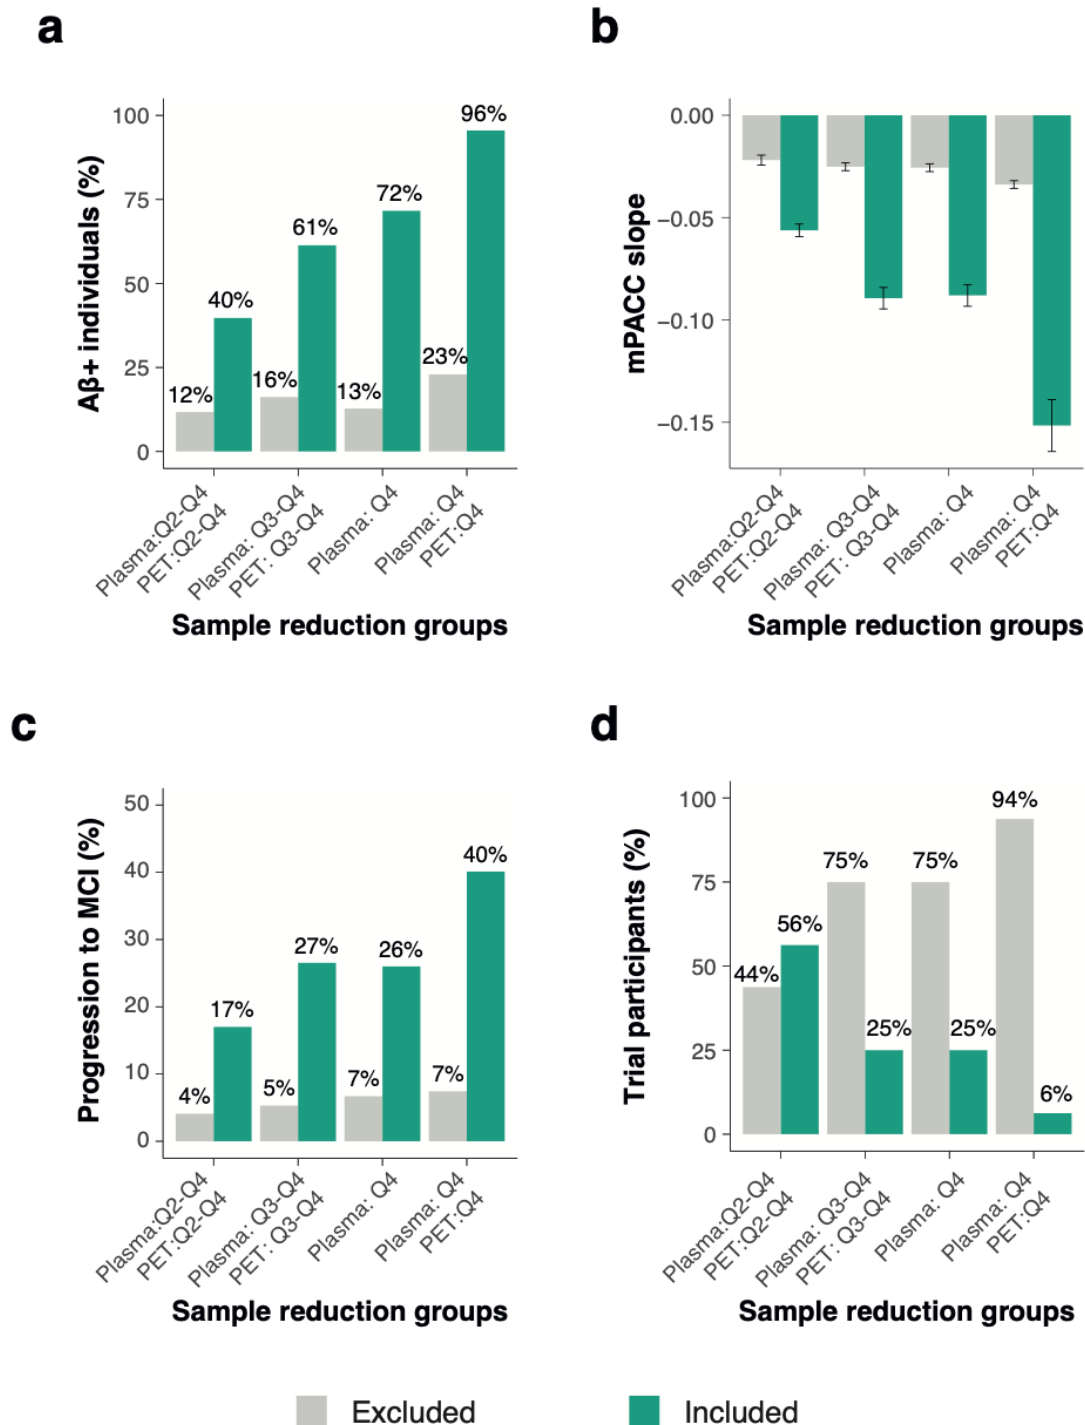 a
Aβ+ individuals (%)
100
75
50
25
0
12%
40%
16%
61%
13%
72%
23%
96%
Plasma:Q2-Q4
PET:Q2-Q4
Plasma: Q3-Q4
PET: Q3-Q4
Plasma: Q4
Plasma: Q4
PET:Q4
Sample reduction groups
b
mPACC slope
0.00
−0.05
−0.10
−0.15
Plasma:Q2-Q4
PET:Q2-Q4
Plasma: Q3-Q4
PET: Q3-Q4
Plasma: Q4
Plasma: Q4
PET:Q4
Sample reduction groups
c
Progression to MCI (%)
50
40
30
20
10
0
4%
17%
5%
27%
7%
26%
7%
40%
Plasma:Q2-Q4
PET:Q2-Q4
Plasma: Q3-Q4
PET: Q3-Q4
Plasma: Q4
Plasma: Q4
PET:Q4
Sample reduction groups
d
Trial participants (%)
100
75
50
25
0
44%
56%
75%
25%
75%
25%
94%
6%
Plasma:Q2-Q4
PET:Q2-Q4
Plasma: Q3-Q4
PET: Q3-Q4
Plasma: Q4
Plasma: Q4
PET:Q4
Sample reduction groups
Excluded
Included